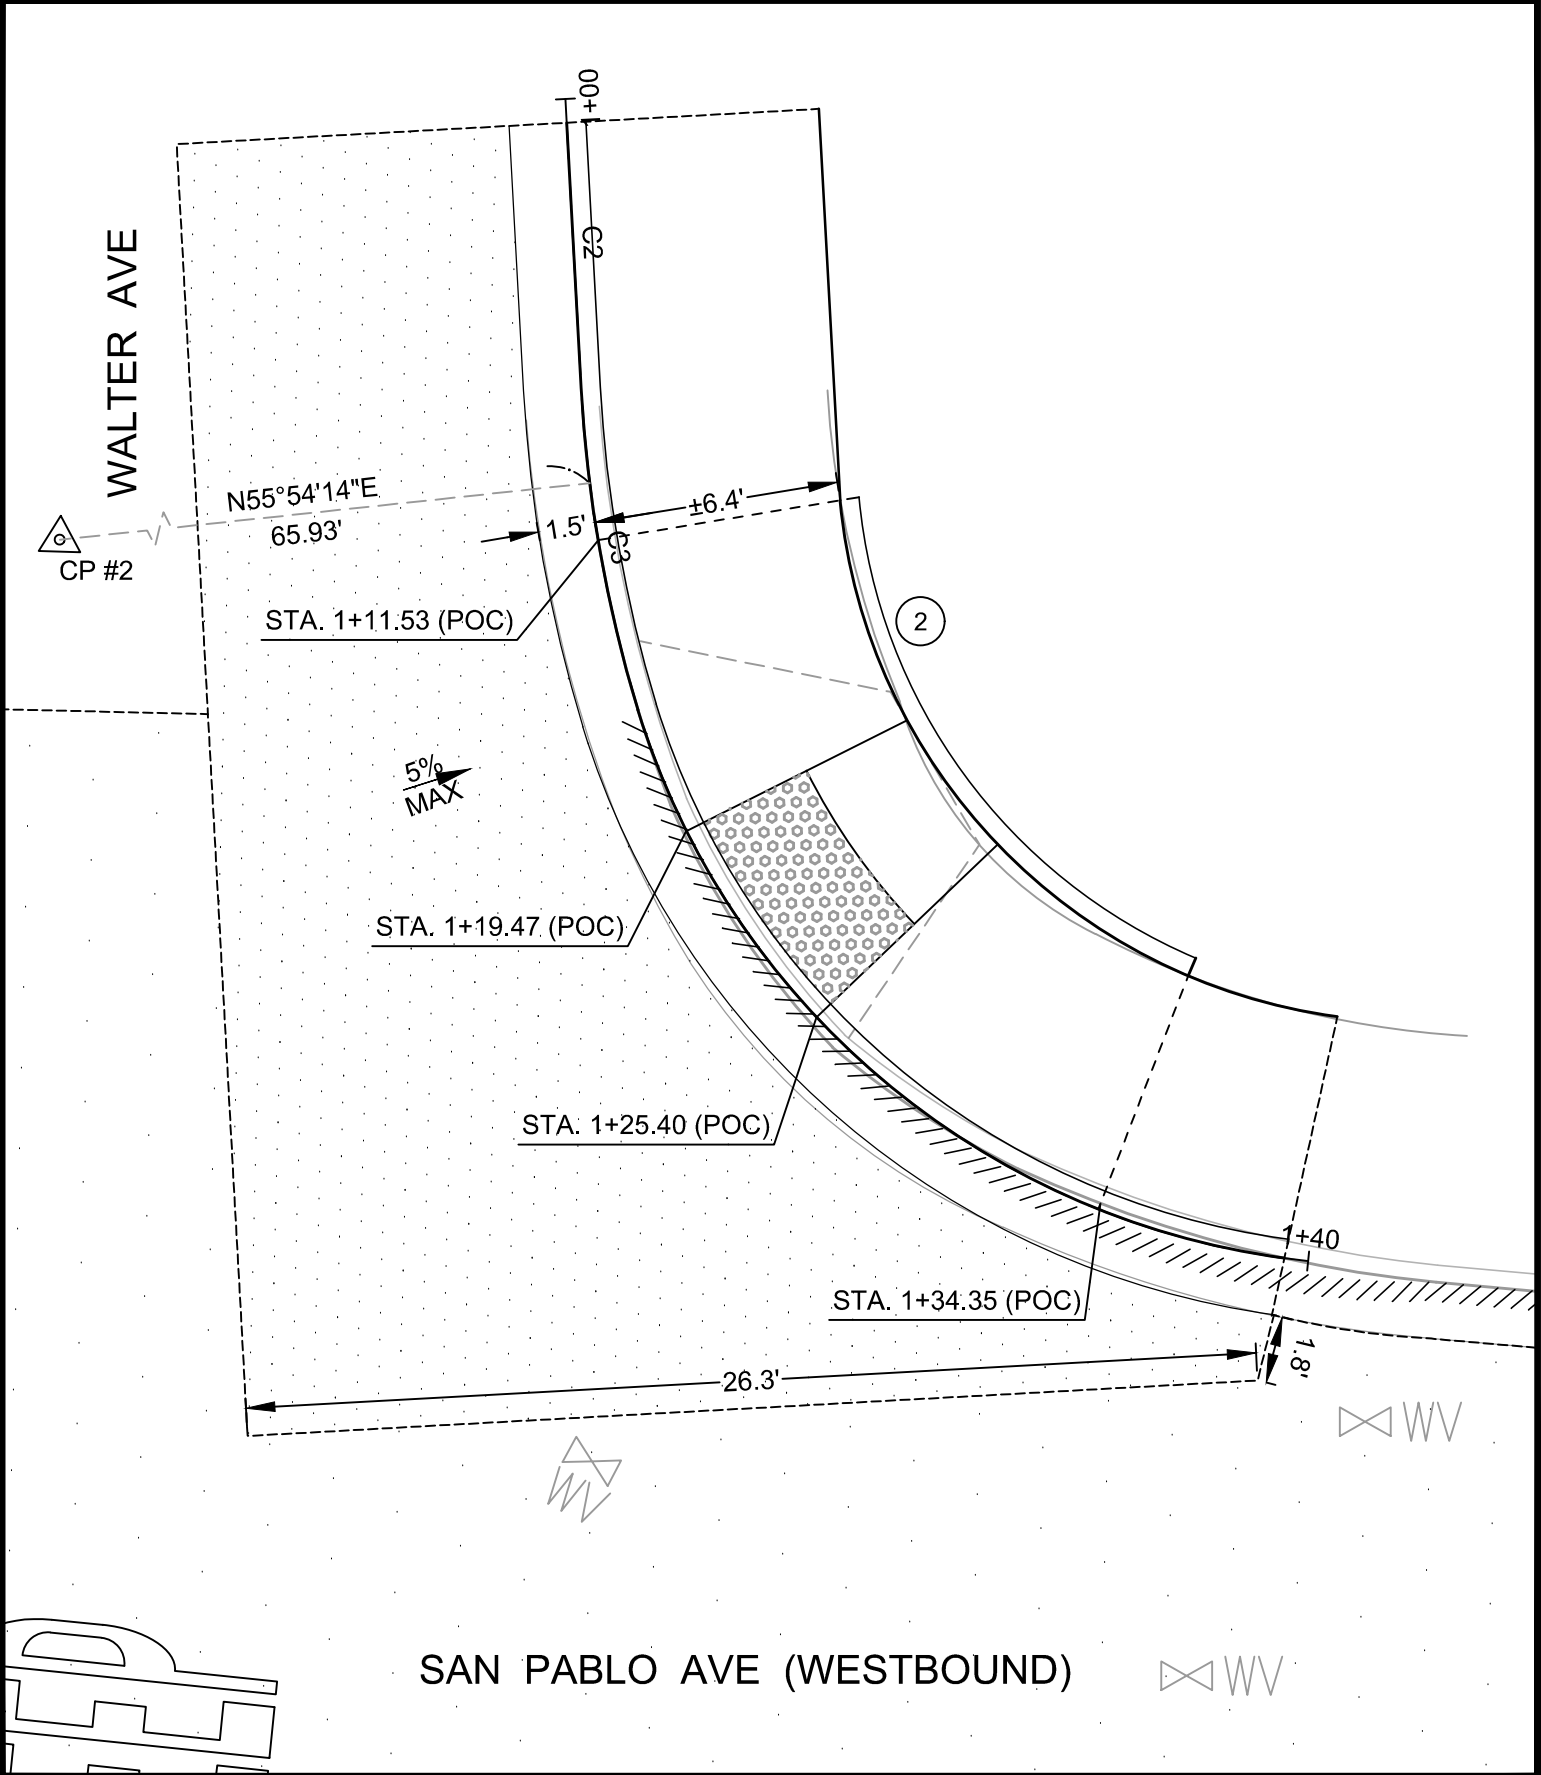 1+00
C2
WALTER AVE
N55°54'14"E
65.93'
CP #2
1.5'
±6.4'
C3
STA. 1+11.53 (POC)
2
5%
MAX
STA. 1+19.47 (POC)
STA. 1+25.40 (POC)
1+40
STA. 1+34.35 (POC)
1.8'
26.3'
WV
WV
SAN PABLO AVE (WESTBOUND)
WV